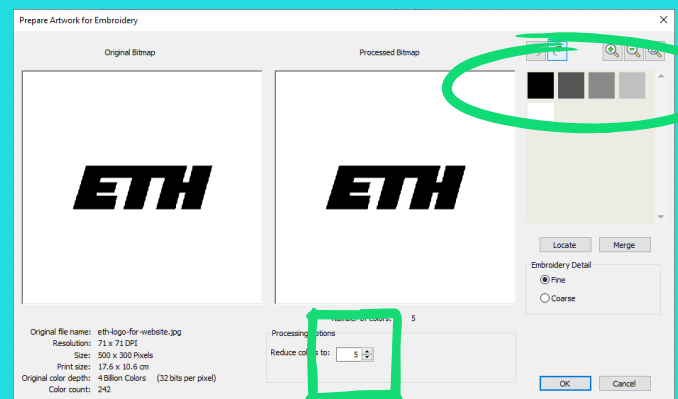 Prepare Artwork for Embroidery
Original Bitmap
Processed Bitmap
ETH
ETH
Locate
Merge
Embroidery Detail
Fine
Coarse
Number of colors: 5
Original file name: eth-logo-for-website.jpg
Resolution: 71 x 71 DPI
Size: 500 x 300 Pixels
Print size: 17.6 x 10.6 cm
Original color depth: 4 Billion Colors (32 bits per pixel)
Color count: 242
Processing options
Reduce colors to: 5
OK
Cancel